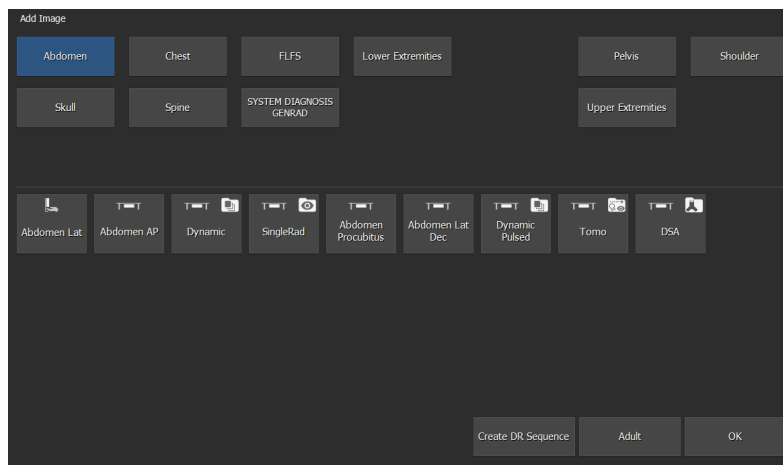 Add Image
Abdomen
Chest
FLFS
Lower Extremities
Pelvis
Shoulder
Skull
Spine
SYSTEM DIAGNOSIS
GENRAD
Upper Extremities
Abdomen Lat
Abdomen AP
Dynamic
SingleRad
Abdomen
Procubitus
Abdomen Lat
Dec
Dynamic
Pulsed
Tomo
DSA
Create DR Sequence
Adult
OK